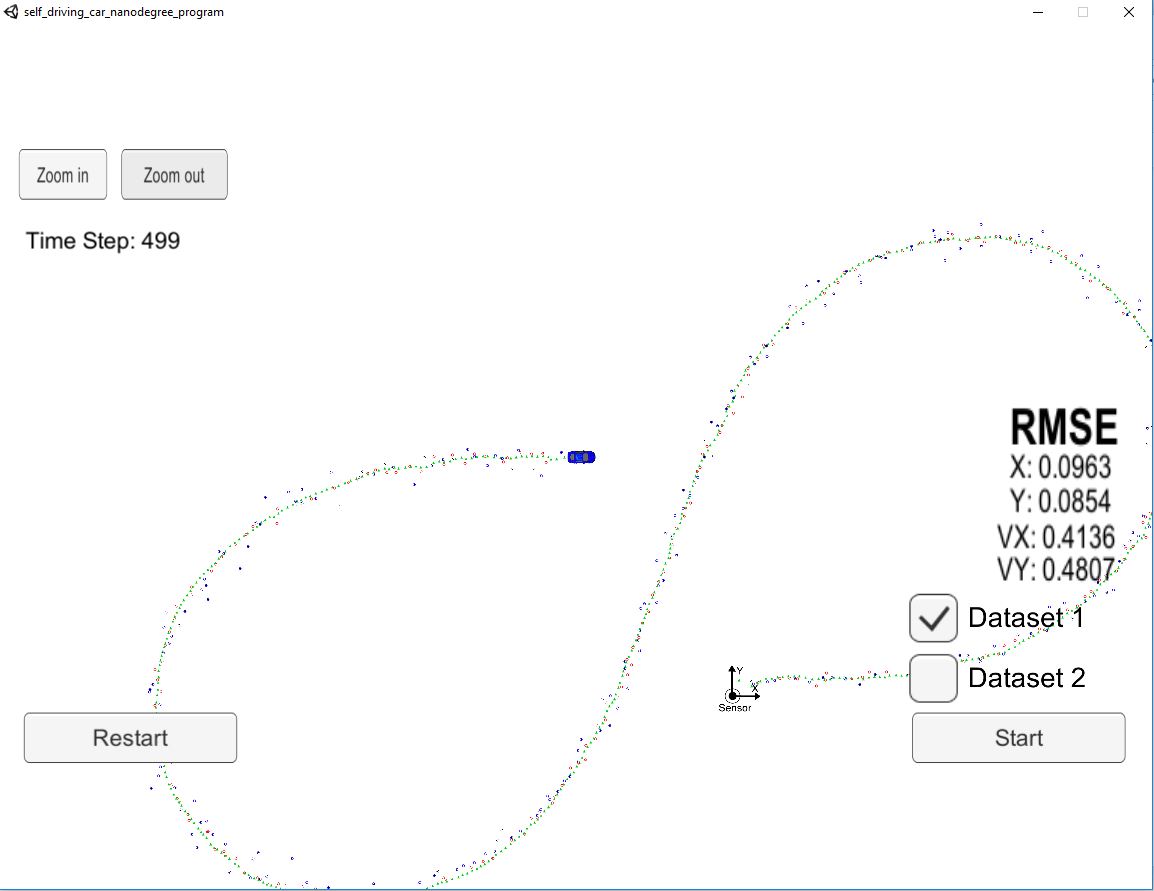 self_driving_car_nanodegree_program
Zoom in
Zoom out
Time Step: 499
RMSE
X: 0.0963
Y: 0.0854
VX: 0.4136
VY: 0.4807
Dataset 1
Dataset 2
Y
X
Sensor
Restart
Start